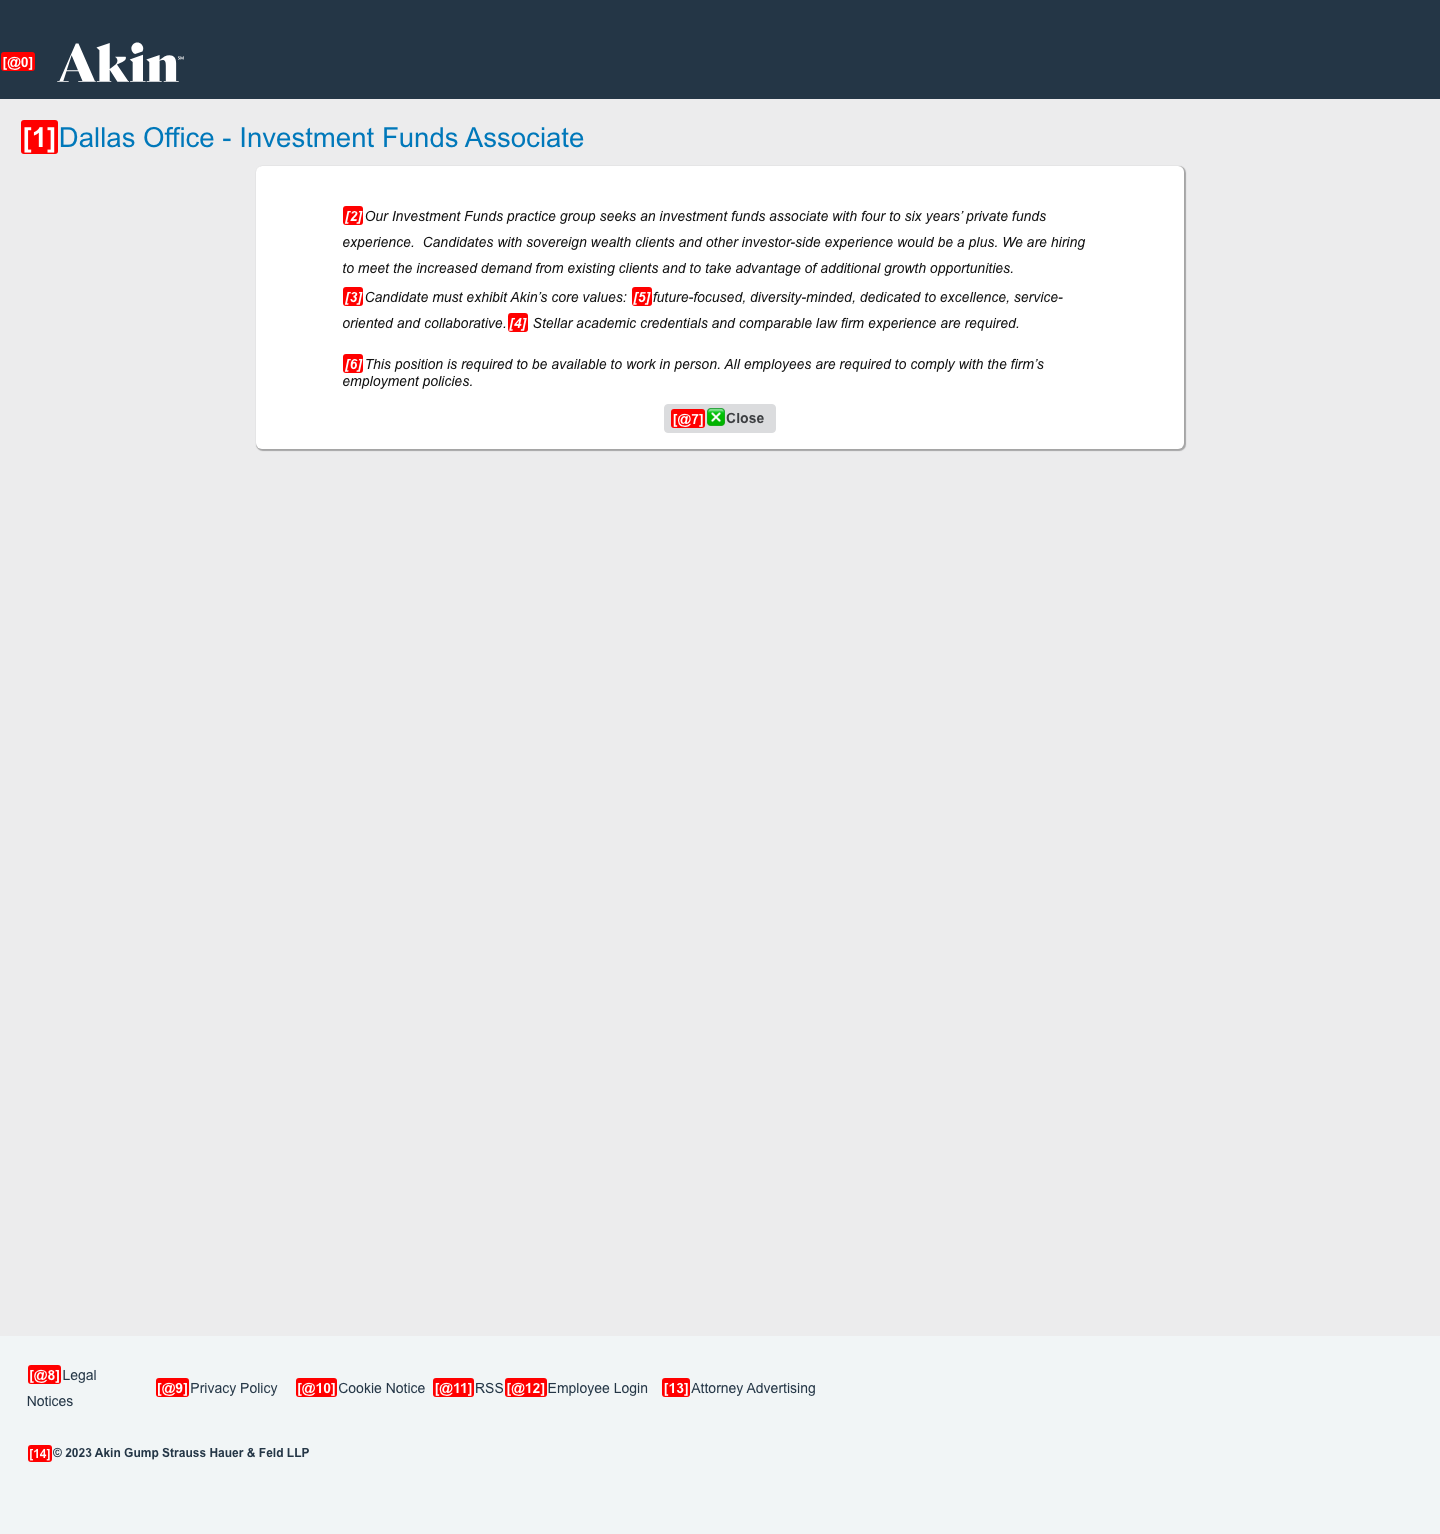 [@0] Akin℠
[1]Dallas Office - Investment Funds Associate
[2]Our Investment Funds practice group seeks an investment funds associate with four to six years’ private funds
experience.  Candidates with sovereign wealth clients and other investor-side experience would be a plus. We are hiring
to meet the increased demand from existing clients and to take advantage of additional growth opportunities.
[3]Candidate must exhibit Akin’s core values: [5]future-focused, diversity-minded, dedicated to excellence, service-
oriented and collaborative.[4] Stellar academic credentials and comparable law firm experience are required.
[6]This position is required to be available to work in person. All employees are required to comply with the firm’s
employment policies.
[@7] Close
[@8]Legal
Notices
[@9]Privacy Policy [@10]Cookie Notice [@11]RSS[@12]Employee Login [13]Attorney Advertising
[14]© 2023 Akin Gump Strauss Hauer & Feld LLP